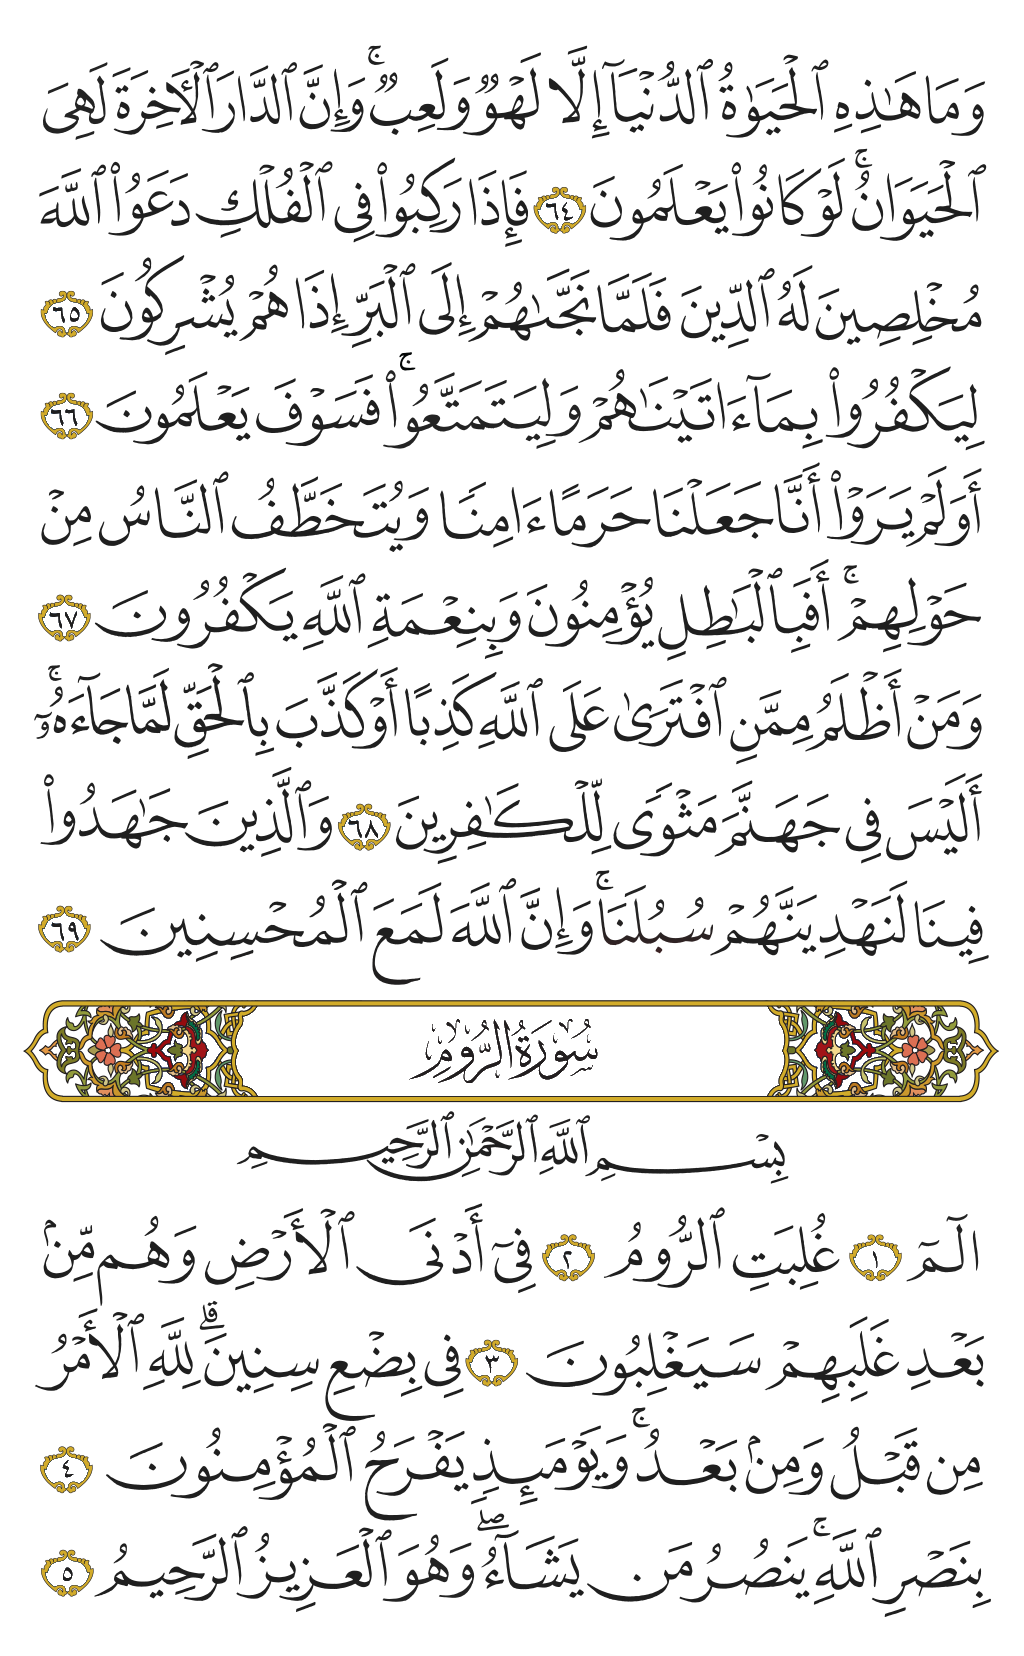 وَمَا هَٰذِهِ ٱلْحَيَوٰةُ ٱلدُّنْيَآ إِلَّا لَهْوٌ وَلَعِبٌ ۚ وَإِنَّ ٱلدَّارَ ٱلْءَاخِرَةَ لَهِىَ
ٱلْحَيَوَانُ ۚ لَوْ كَانُوا۟ يَعْلَمُونَ ٦٤ فَإِذَا رَكِبُوا۟ فِى ٱلْفُلْكِ دَعَوُا۟ ٱللَّهَ
مُخْلِصِينَ لَهُ ٱلدِّينَ فَلَمَّا نَجَّىٰهُمْ إِلَى ٱلْبَرِّ إِذَا هُمْ يُشْرِكُونَ ٦٥
لِيَكْفُرُوا۟ بِمَآ ءَاتَيْنَٰهُمْ وَلِيَتَمَتَّعُوا۟ ۚ فَسَوْفَ يَعْلَمُونَ ٦٦
أَوَلَمْ يَرَوْا۟ أَنَّا جَعَلْنَا حَرَمًا ءَامِنًا وَيُتَخَطَّفُ ٱلنَّاسُ مِنْ
حَوْلِهِمْ ۚ أَفَبِٱلْبَٰطِلِ يُؤْمِنُونَ وَبِنِعْمَةِ ٱللَّهِ يَكْفُرُونَ ٦٧
وَمَنْ أَظْلَمُ مِمَّنِ ٱفْتَرَىٰ عَلَى ٱللَّهِ كَذِبًا أَوْ كَذَّبَ بِٱلْحَقِّ لَمَّا جَآءَهُۥٓ ۚ
أَلَيْسَ فِى جَهَنَّمَ مَثْوًى لِّلْكَٰفِرِينَ ٦٨ وَٱلَّذِينَ جَٰهَدُوا۟
فِينَا لَنَهْدِيَنَّهُمْ سُبُلَنَا ۚ وَإِنَّ ٱللَّهَ لَمَعَ ٱلْمُحْسِنِينَ ٦٩
سُورَةُ الرُّومِ
بِسْمِ ٱللَّهِ ٱلرَّحْمَٰنِ ٱلرَّحِيمِ
الٓمٓ ١ غُلِبَتِ ٱلرُّومُ ٢ فِىٓ أَدْنَى ٱلْأَرْضِ وَهُم مِّنۢ
بَعْدِ غَلَبِهِمْ سَيَغْلِبُونَ ٣ فِى بِضْعِ سِنِينَ ۗ لِلَّهِ ٱلْأَمْرُ
مِن قَبْلُ وَمِنۢ بَعْدُ ۚ وَيَوْمَئِذٍ يَفْرَحُ ٱلْمُؤْمِنُونَ ٤
بِنَصْرِ ٱللَّهِ ۚ يَنصُرُ مَن يَشَآءُ ۖ وَهُوَ ٱلْعَزِيزُ ٱلرَّحِيمُ ٥